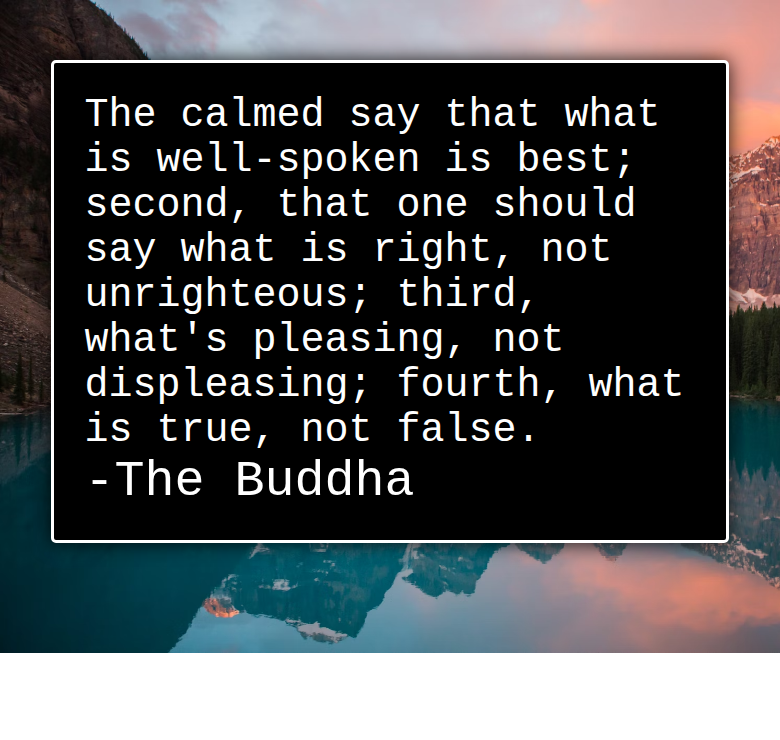 The calmed say that what
is well-spoken is best;
second, that one should
say what is right, not
unrighteous; third,
what's pleasing, not
displeasing; fourth, what
is true, not false.
-The Buddha